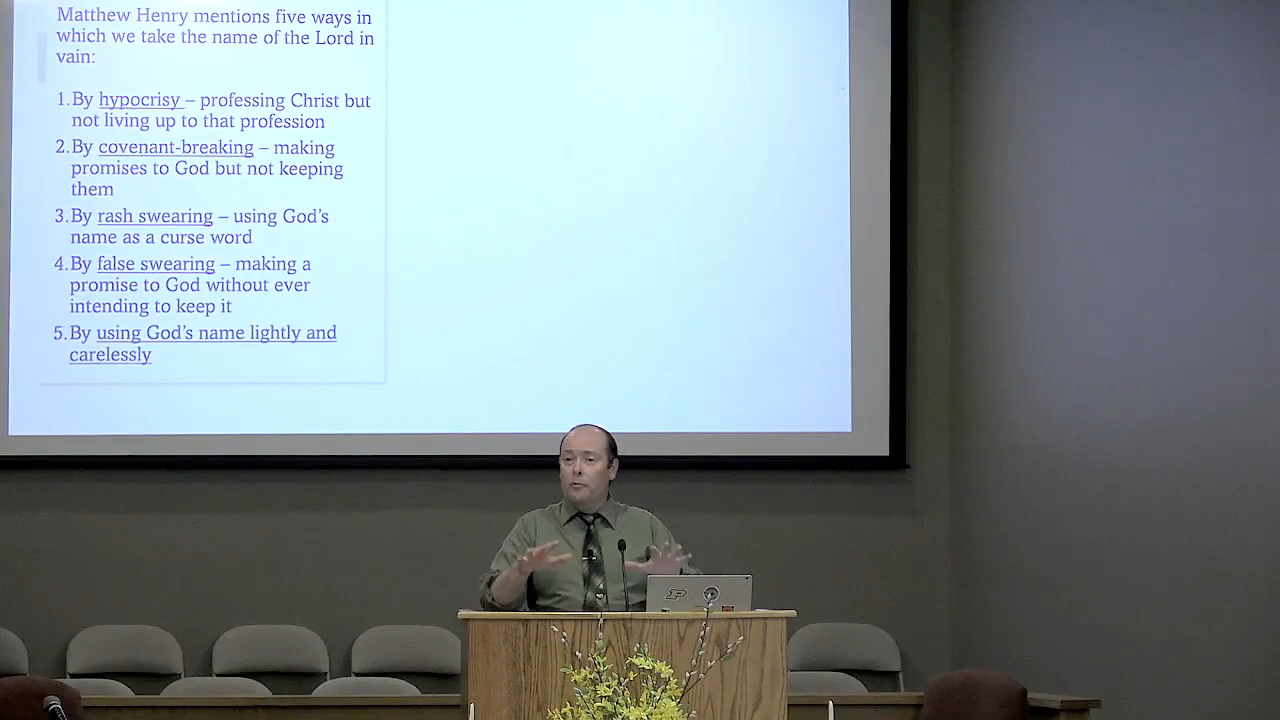 Matthew Henry mentions five ways in
which we take the name of the Lord in
vain:
1.By hypocrisy – professing Christ but
not living up to that profession
2.By covenant-breaking – making
promises to God but not keeping
them
3.By rash swearing – using God’s
name as a curse word
4.By false swearing – making a
promise to God without ever
intending to keep it
5.By using God’s name lightly and
carelessly
P